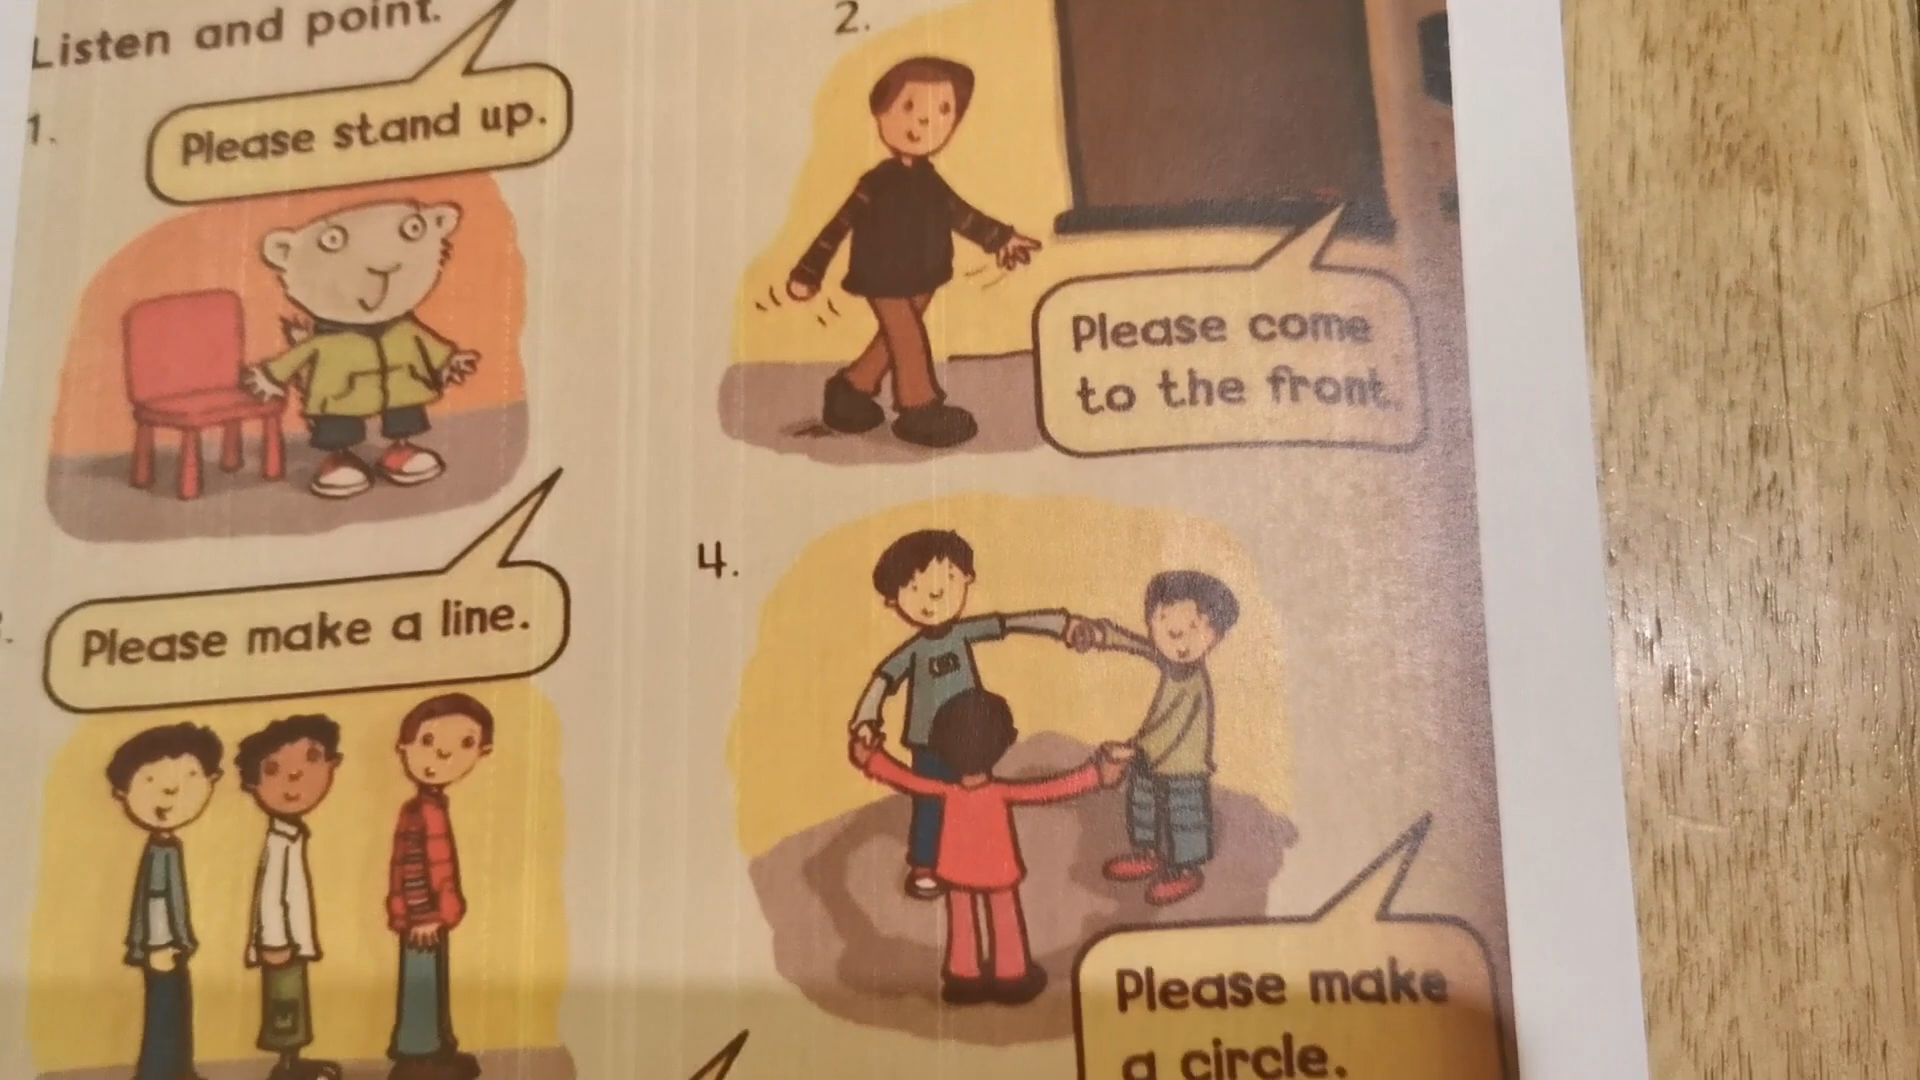 Listen and point.
1.
Please stand up.
2.
Please come
to the front.
Please make a line.
4.
Please make
a circle.